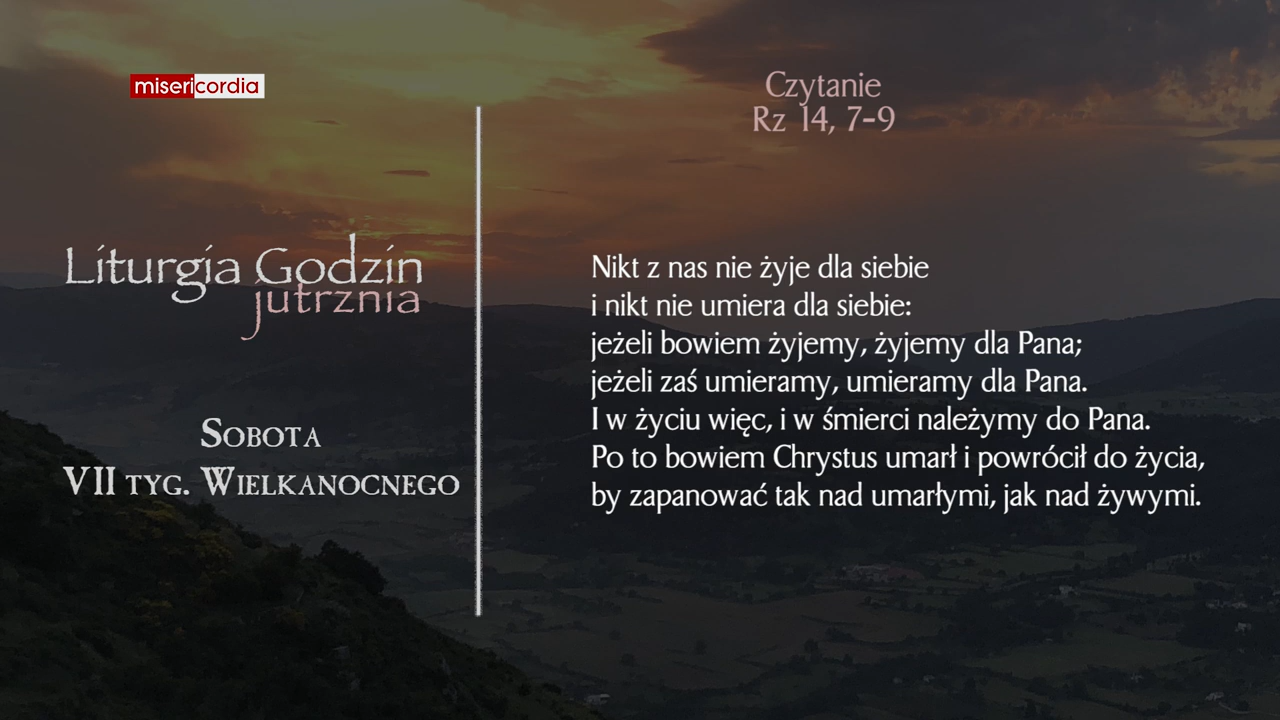 misericordia
Liturgia Godzin
jutrznia
Sobota
VII tyg. Wielkanocnego
Czytanie
Rz 14, 7-9
Nikt z nas nie żyje dla siebie
i nikt nie umiera dla siebie:
jeżeli bowiem żyjemy, żyjemy dla Pana;
jeżeli zaś umieramy, umieramy dla Pana.
I w życiu więc, i w śmierci należymy do Pana.
Po to bowiem Chrystus umarł i powrócił do życia,
by zapanować tak nad umarłymi, jak nad żywymi.